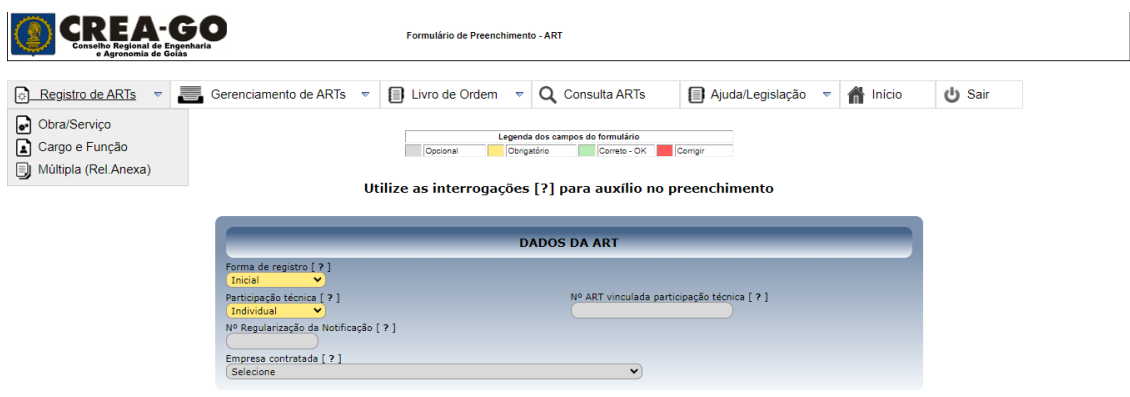 CREA-GO
Conselho Regional de Engenharia
e Agronomia de Goiás
Formulário de Preenchimento - ART
Registro de ARTs Gerenciamento de ARTs Livro de Ordem Consulta ARTs Ajuda/Legislação Início Sair
Obra/Serviço
Cargo e Função
Múltipla (Rel.Anexa)
Legenda dos campos do formulário
Opcional Obrigatório Correto - OK Corrigir
Utilize as interrogações [?] para auxílio no preenchimento
DADOS DA ART
Forma de registro [ ? ]
Inicial
Participação técnica [ ? ] Nº ART vinculada participação técnica [ ? ]
Individual
Nº Regularização da Notificação [ ? ]
Empresa contratada [ ? ]
Selecione